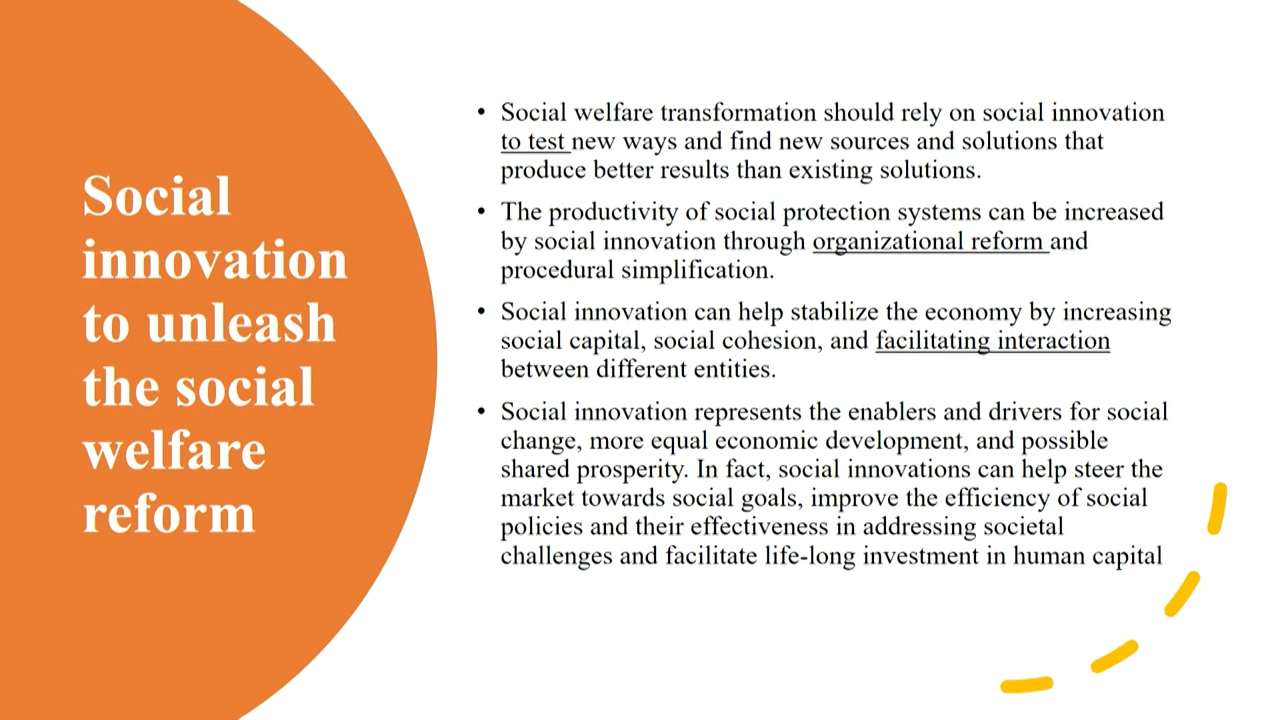 Social
innovation
to unleash
the social
welfare
reform
• Social welfare transformation should rely on social innovation
to test new ways and find new sources and solutions that
produce better results than existing solutions.
• The productivity of social protection systems can be increased
by social innovation through organizational reform and
procedural simplification.
• Social innovation can help stabilize the economy by increasing
social capital, social cohesion, and facilitating interaction
between different entities.
• Social innovation represents the enablers and drivers for social
change, more equal economic development, and possible
shared prosperity. In fact, social innovations can help steer the
market towards social goals, improve the efficiency of social
policies and their effectiveness in addressing societal
challenges and facilitate life-long investment in human capital